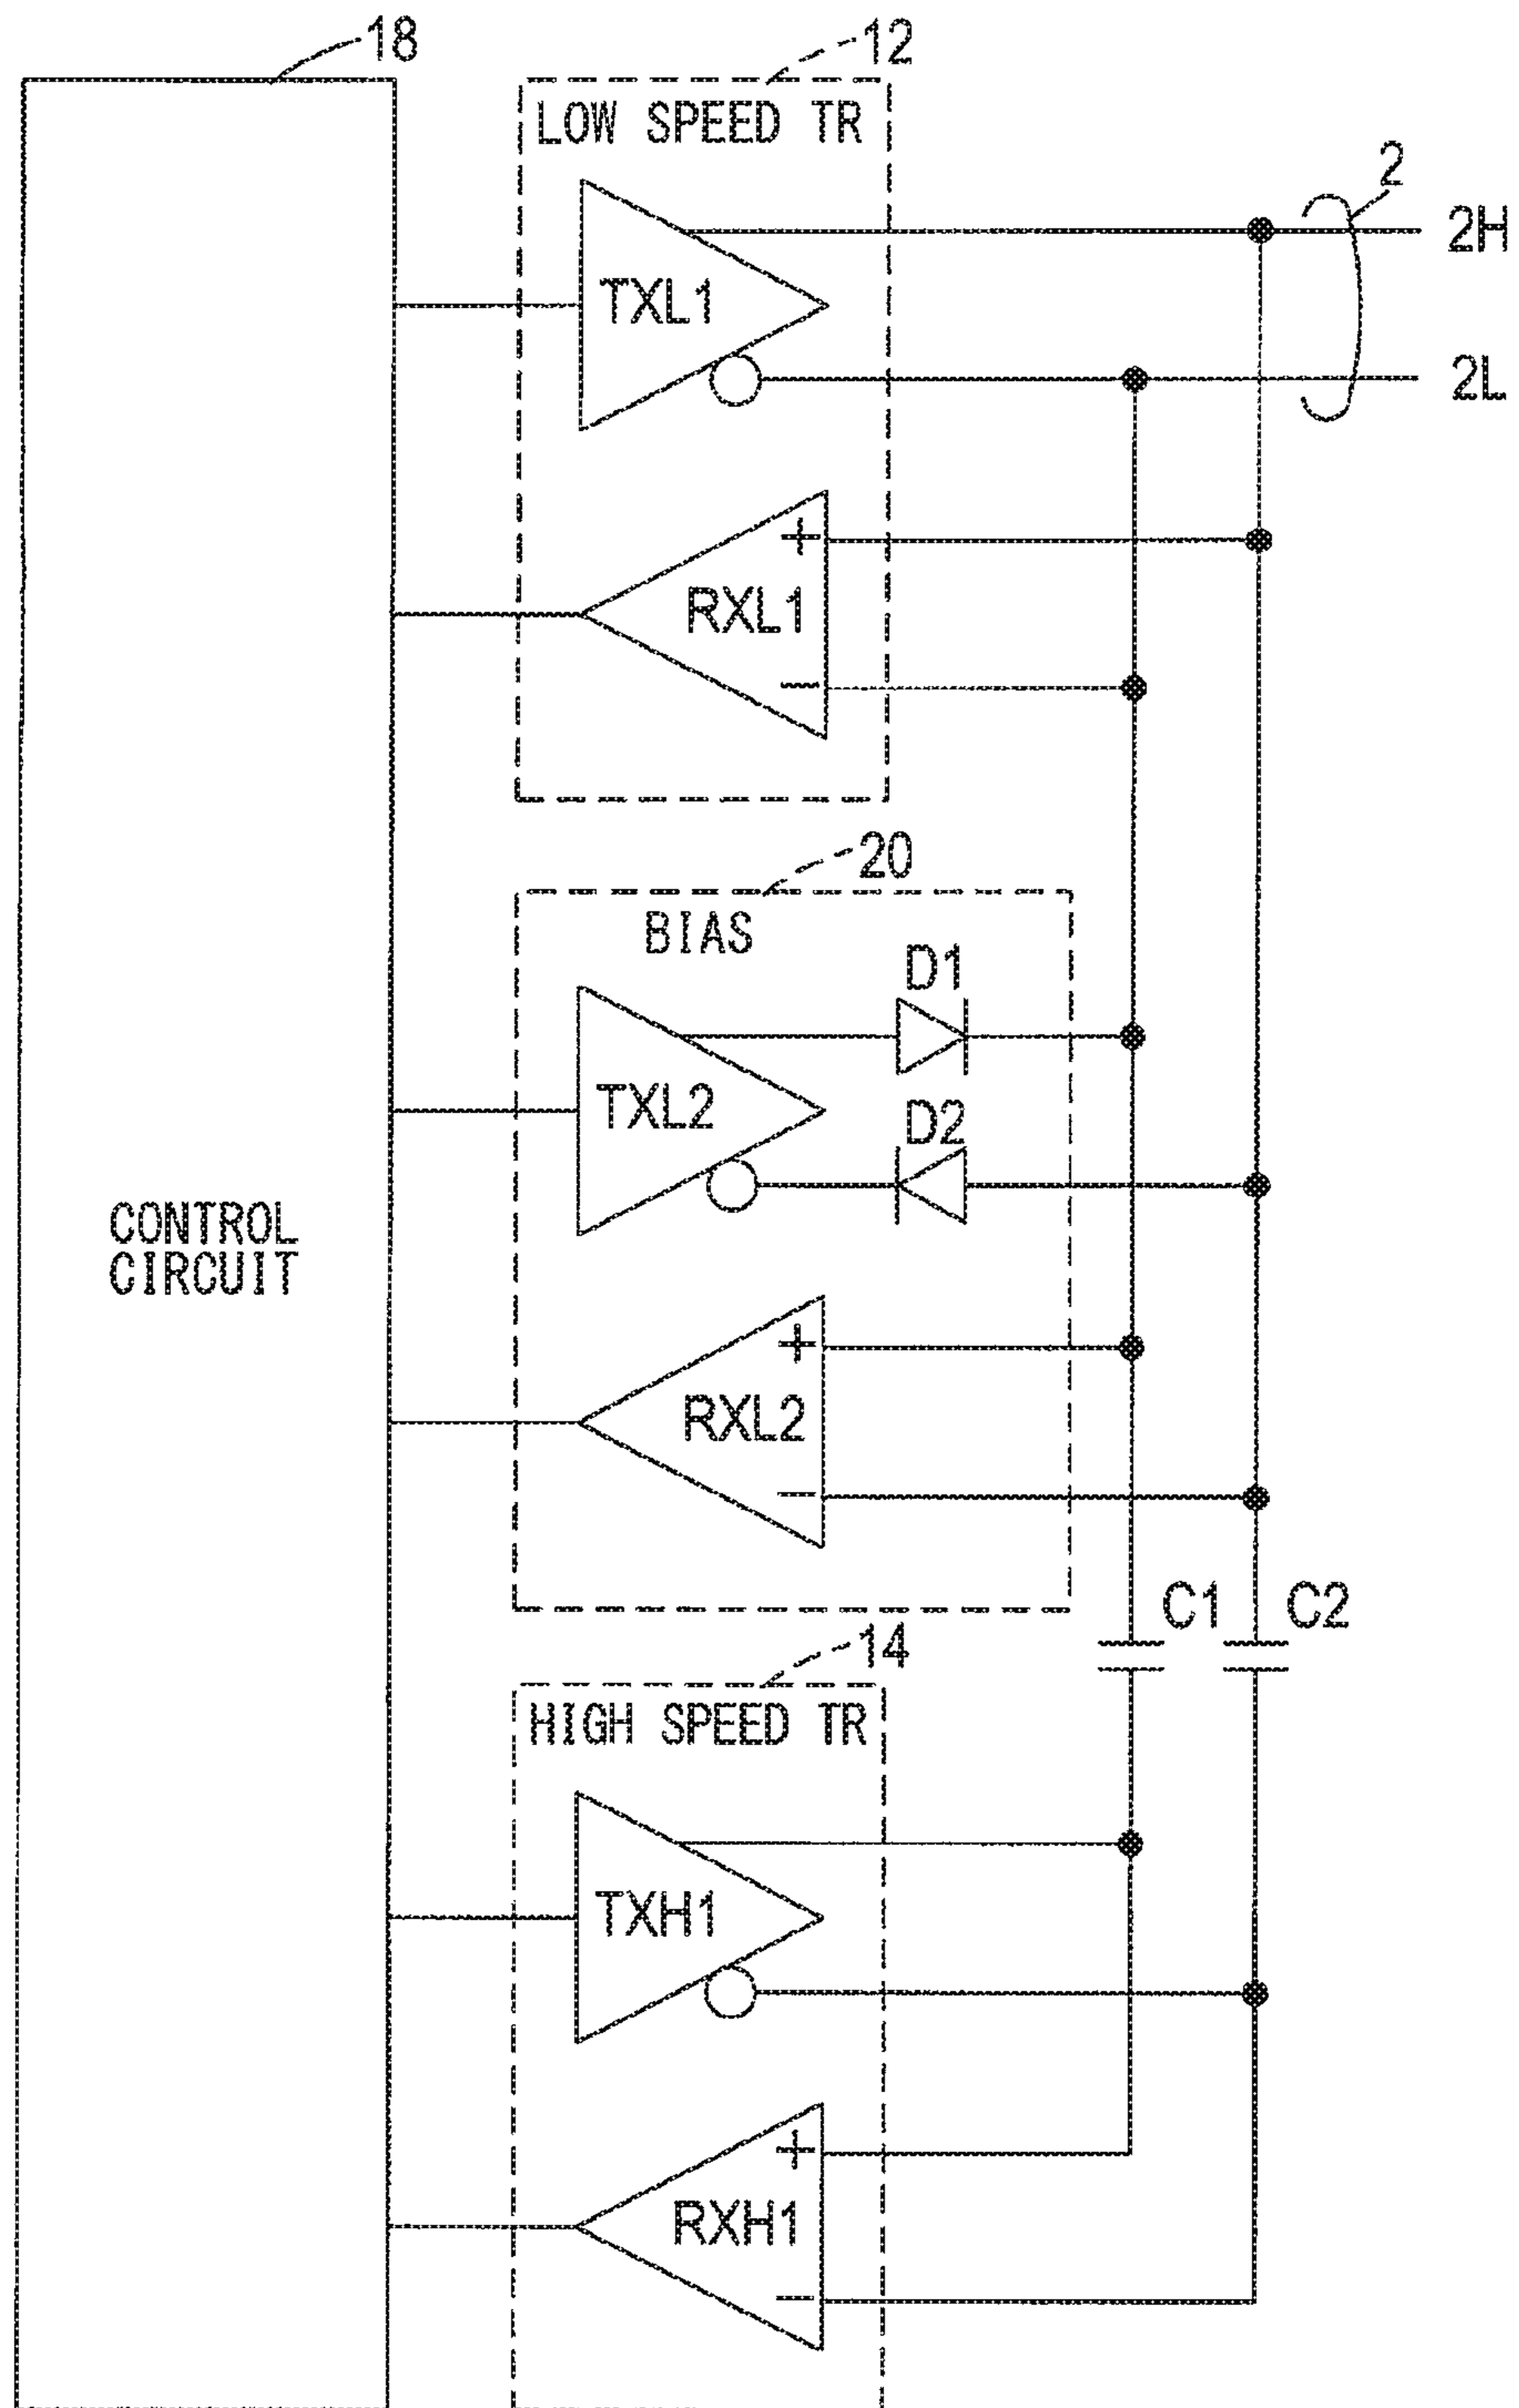 18
12
LOW SPEED TR
2
2H
TXL1
2L
+
RXL1
−
20
BIAS
D1
TXL2
D2
CONTROL
CIRCUIT
+
RXL2
−
C1
C2
14
HIGH SPEED TR
TXH1
+
RXH1
−